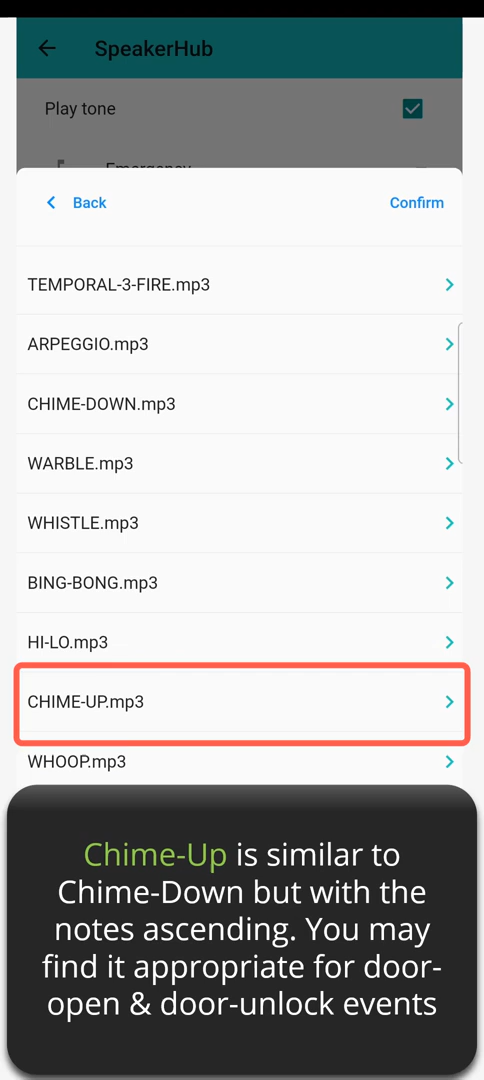 SpeakerHub
Play tone
Emergency
Back
Confirm
TEMPORAL-3-FIRE.mp3
ARPEGGIO.mp3
CHIME-DOWN.mp3
WARBLE.mp3
WHISTLE.mp3
BING-BONG.mp3
HI-LO.mp3
CHIME-UP.mp3
WHOOP.mp3
Chime-Up is similar to
Chime-Down but with the
notes ascending. You may
find it appropriate for door-
open & door-unlock events